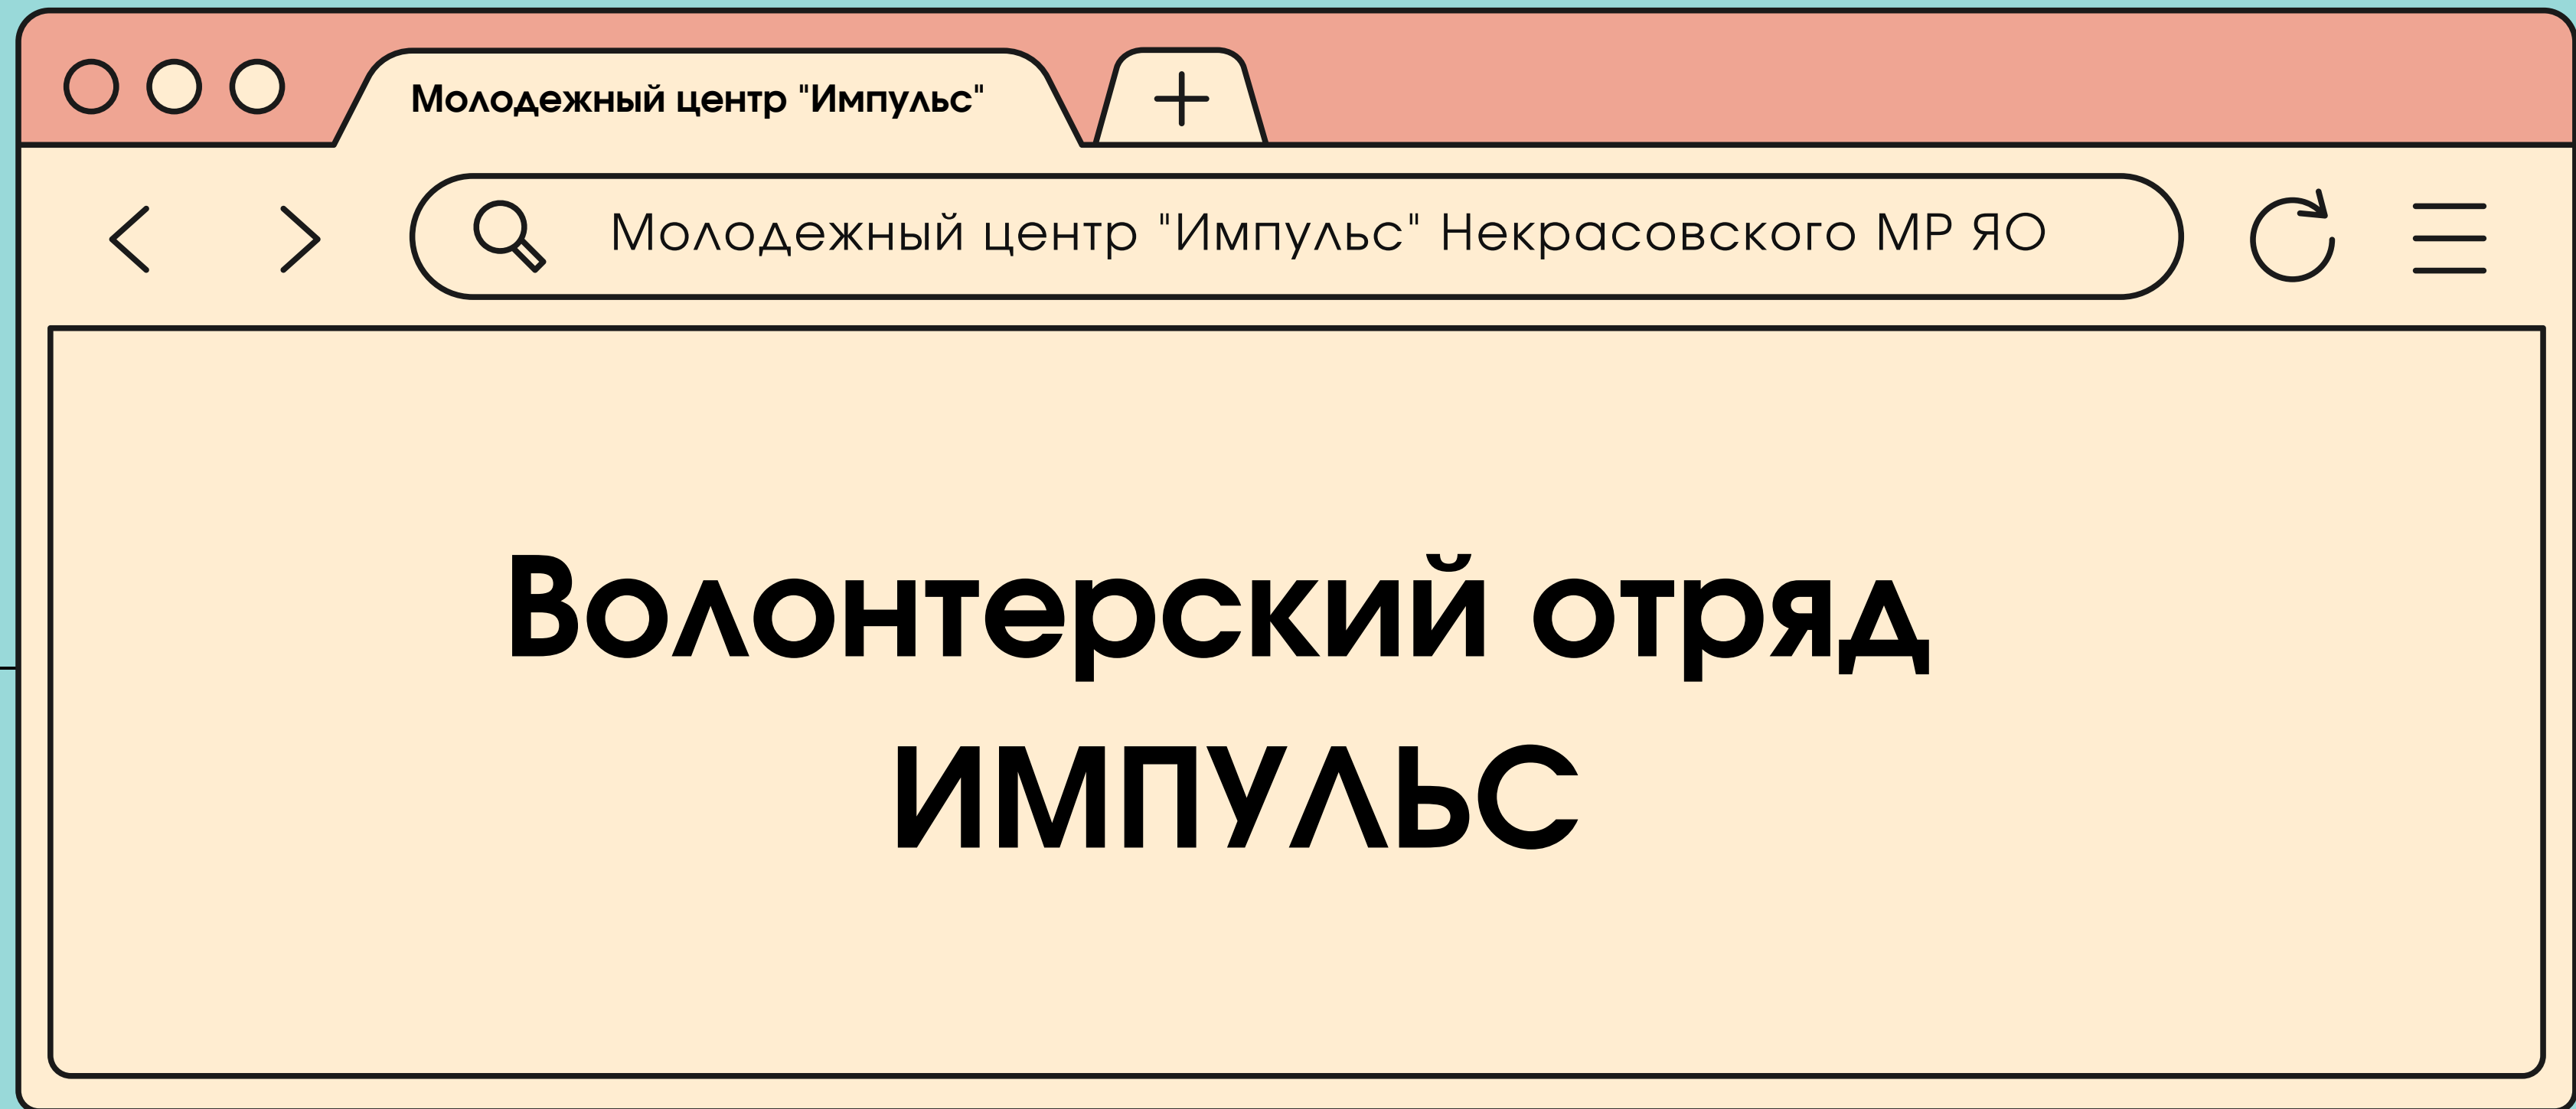 Молодежный центр "Импульс"
Молодежный центр "Импульс" Некрасовского МР ЯО
Волонтерский отряд
ИМПУЛЬС